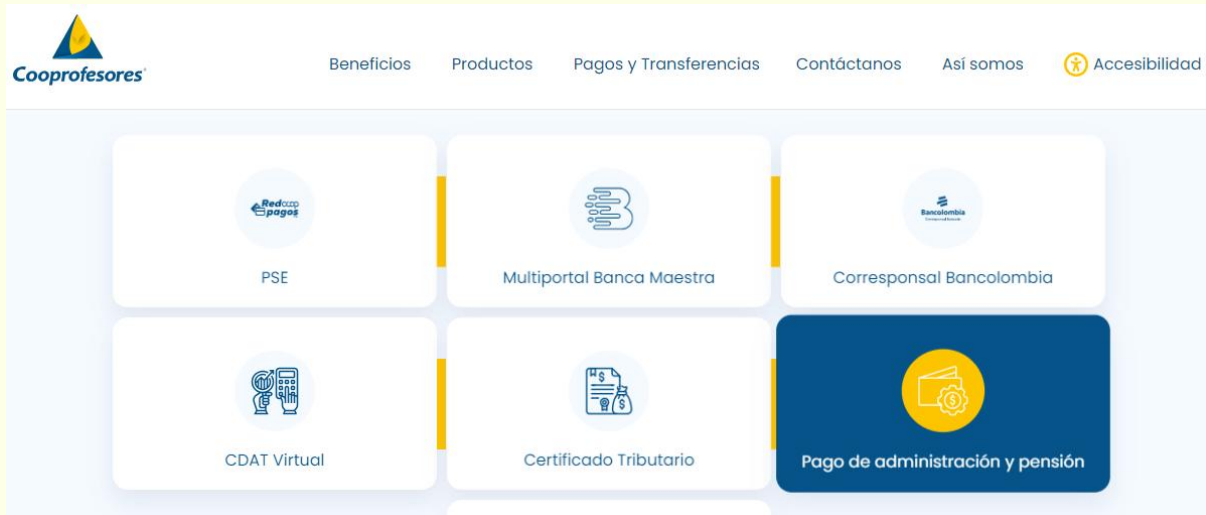 Cooprofesores
Beneficios Productos Pagos y Transferencias Contáctanos Así somos Accesibilidad
Redcoop
pagos
Bancolombia
PSE Multiportal Banca Maestra Corresponsal Bancolombia
CDAT Virtual Certificado Tributario Pago de administración y pensión